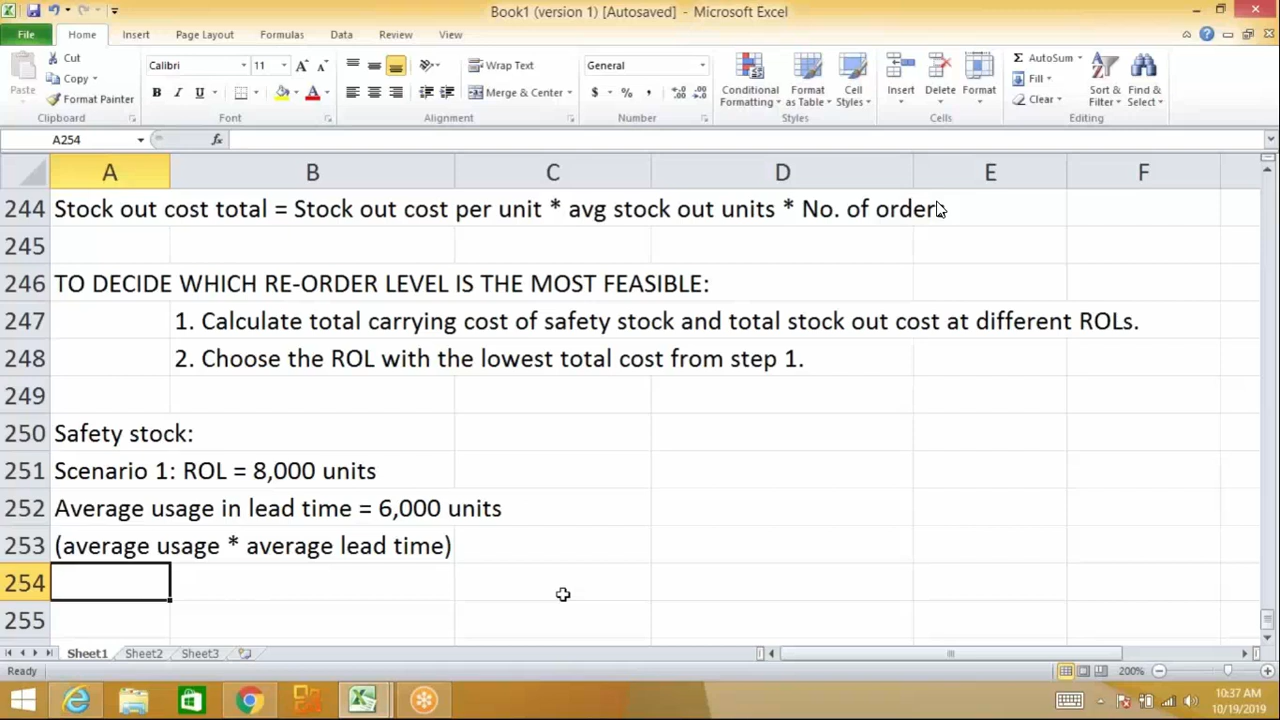 Book1 (version 1) [Autosaved] - Microsoft Excel
File Home Insert Page Layout Formulas Data Review View
Paste
Cut
Copy
Format Painter
Clipboard
Calibri 11
B I U
Font
Wrap Text
Merge & Center
Alignment
General
$ % ,
Number
Conditional Formatting
Format as Table
Cell Styles
Styles
Insert
Delete
Format
Cells
AutoSum
Fill
Clear
Sort & Filter
Find & Select
Editing
A254 fx
A B C D E F
244 Stock out cost total = Stock out cost per unit * avg stock out units * No. of order
245
246 TO DECIDE WHICH RE-ORDER LEVEL IS THE MOST FEASIBLE:
247 1. Calculate total carrying cost of safety stock and total stock out cost at different ROLs.
248 2. Choose the ROL with the lowest total cost from step 1.
249
250 Safety stock:
251 Scenario 1: ROL = 8,000 units
252 Average usage in lead time = 6,000 units
253 (average usage * average lead time)
254
255
Sheet1 Sheet2 Sheet3
Ready 200%
10:37 AM
10/19/2019